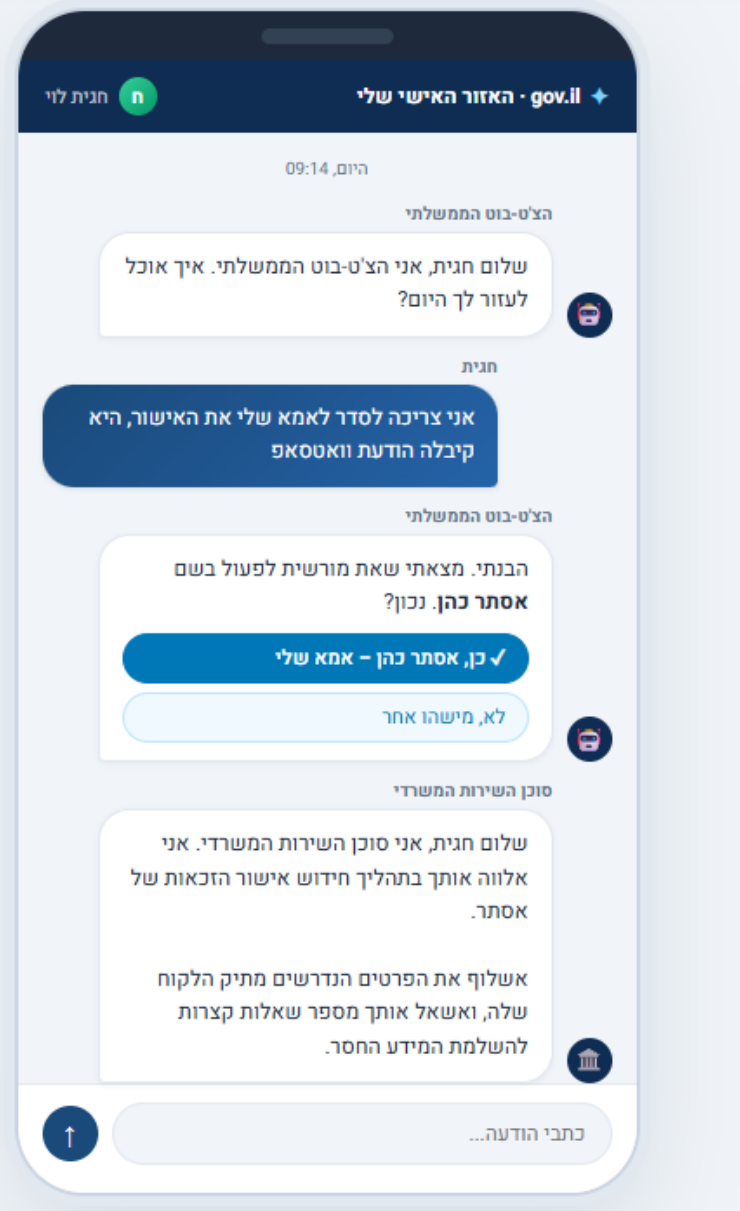 gov.il · האזור האישי שלי
ח חגית לוי
היום, 09:14
הצ'ט-בוט הממשלתי
שלום חגית, אני הצ'ט-בוט הממשלתי. איך אוכל
לעזור לך היום?
חגית
אני צריכה לסדר לאמא שלי את האישור, היא
קיבלה הודעת וואטסאפ
הצ'ט-בוט הממשלתי
הבנתי. מצאתי שאת מורשית לפעול בשם
אסתר כהן. נכון?
✓ כן, אסתר כהן – אמא שלי
לא, מישהו אחר
סוכן השירות המשרדי
שלום חגית, אני סוכן השירות המשרדי. אני
אלווה אותך בתהליך חידוש אישור הזכאות של
אסתר.
אשלוף את הפרטים הנדרשים מתיק הלקוח
שלה, ואשאל אותך מספר שאלות קצרות
להשלמת המידע החסר.
כתבי הודעה...